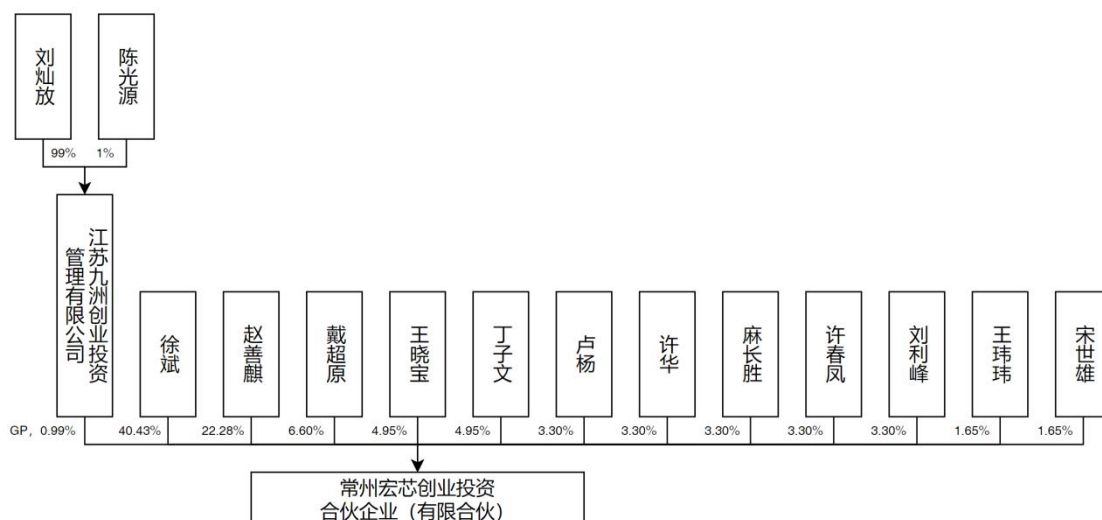 刘灿放
陈光源
99%
1%
江苏九洲创业投资
管理有限公司
徐斌
赵善麒
戴超原
王晓宝
丁子文
卢杨
许华
麻长胜
许春凤
刘利峰
王玮玮
宋世雄
GP，0.99%
40.43%
22.28%
6.60%
4.95%
4.95%
3.30%
3.30%
3.30%
3.30%
3.30%
1.65%
1.65%
常州宏芯创业投资
合伙企业（有限合伙）